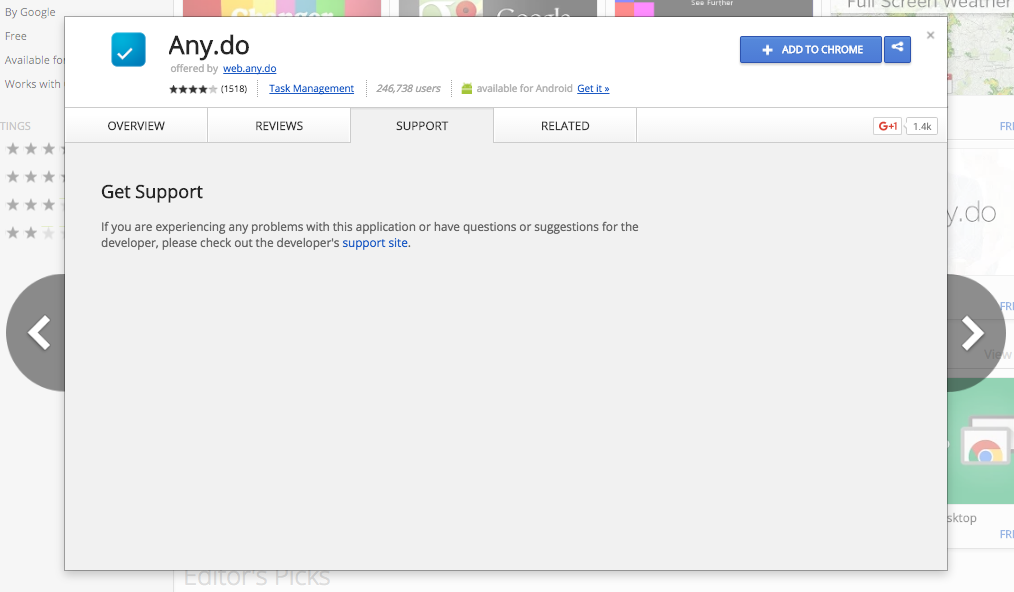 By Google
Free
Available for
Works with
TINGS
Google
See Further
Full Screen Weather
Any.do
offered by web.any.do
(1518)
Task Management
246,738 users
available for Android Get it »
ADD TO CHROME
×
OVERVIEW
REVIEWS
SUPPORT
RELATED
G+1
1.4k
Get Support
If you are experiencing any problems with this application or have questions or suggestions for the
developer, please check out the developer's support site.
FRE
y.do
FRE
View
sktop
FRE
Editor's Picks